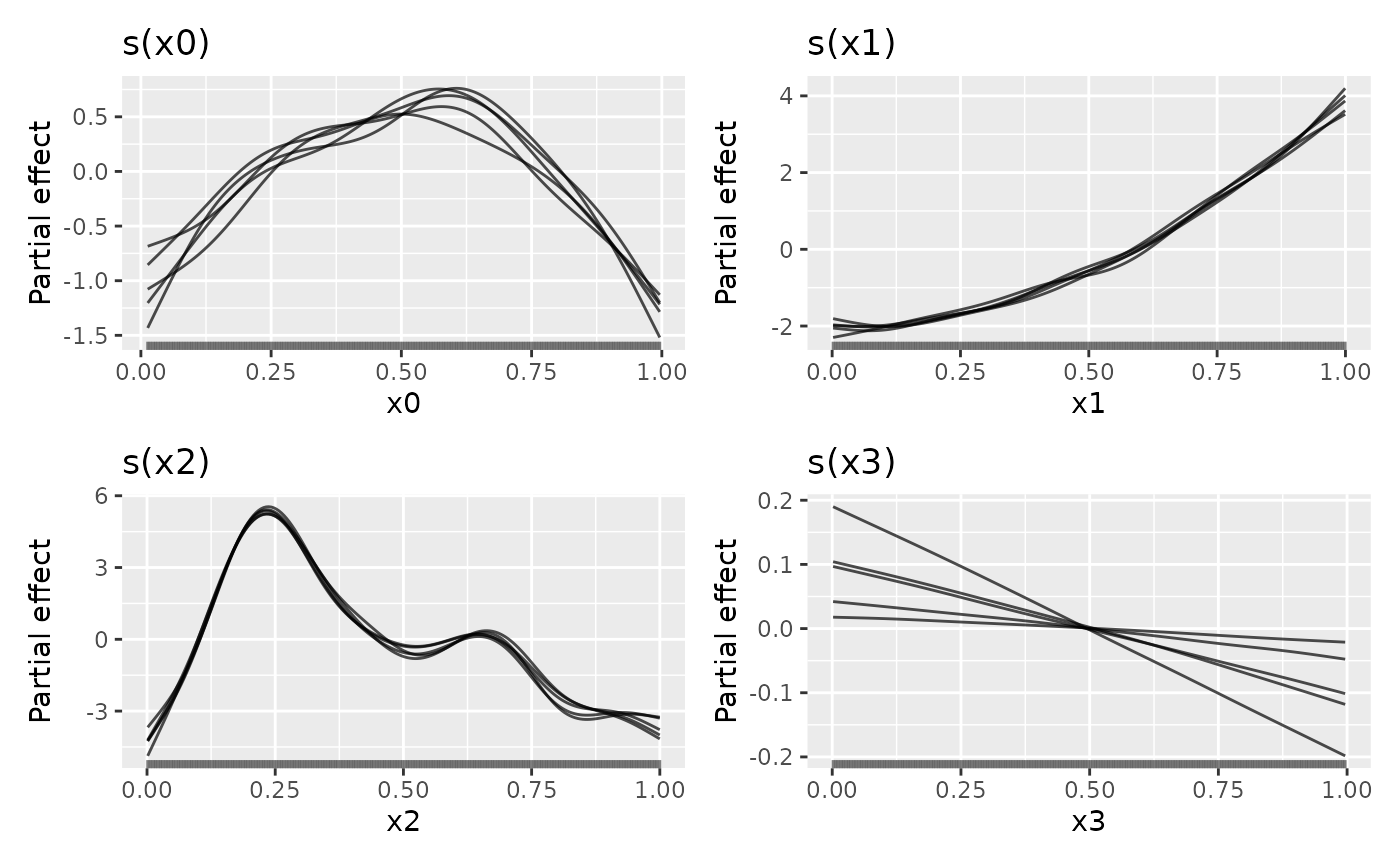 s(x0)
Partial effect
0.5
0.0
-0.5
-1.0
-1.5
0.00 0.25 0.50 0.75 1.00
x0
s(x1)
Partial effect
4
2
0
-2
0.00 0.25 0.50 0.75 1.00
x1
s(x2)
Partial effect
6
3
0
-3
0.00 0.25 0.50 0.75 1.00
x2
s(x3)
Partial effect
0.2
0.1
0.0
-0.1
-0.2
0.00 0.25 0.50 0.75 1.00
x3